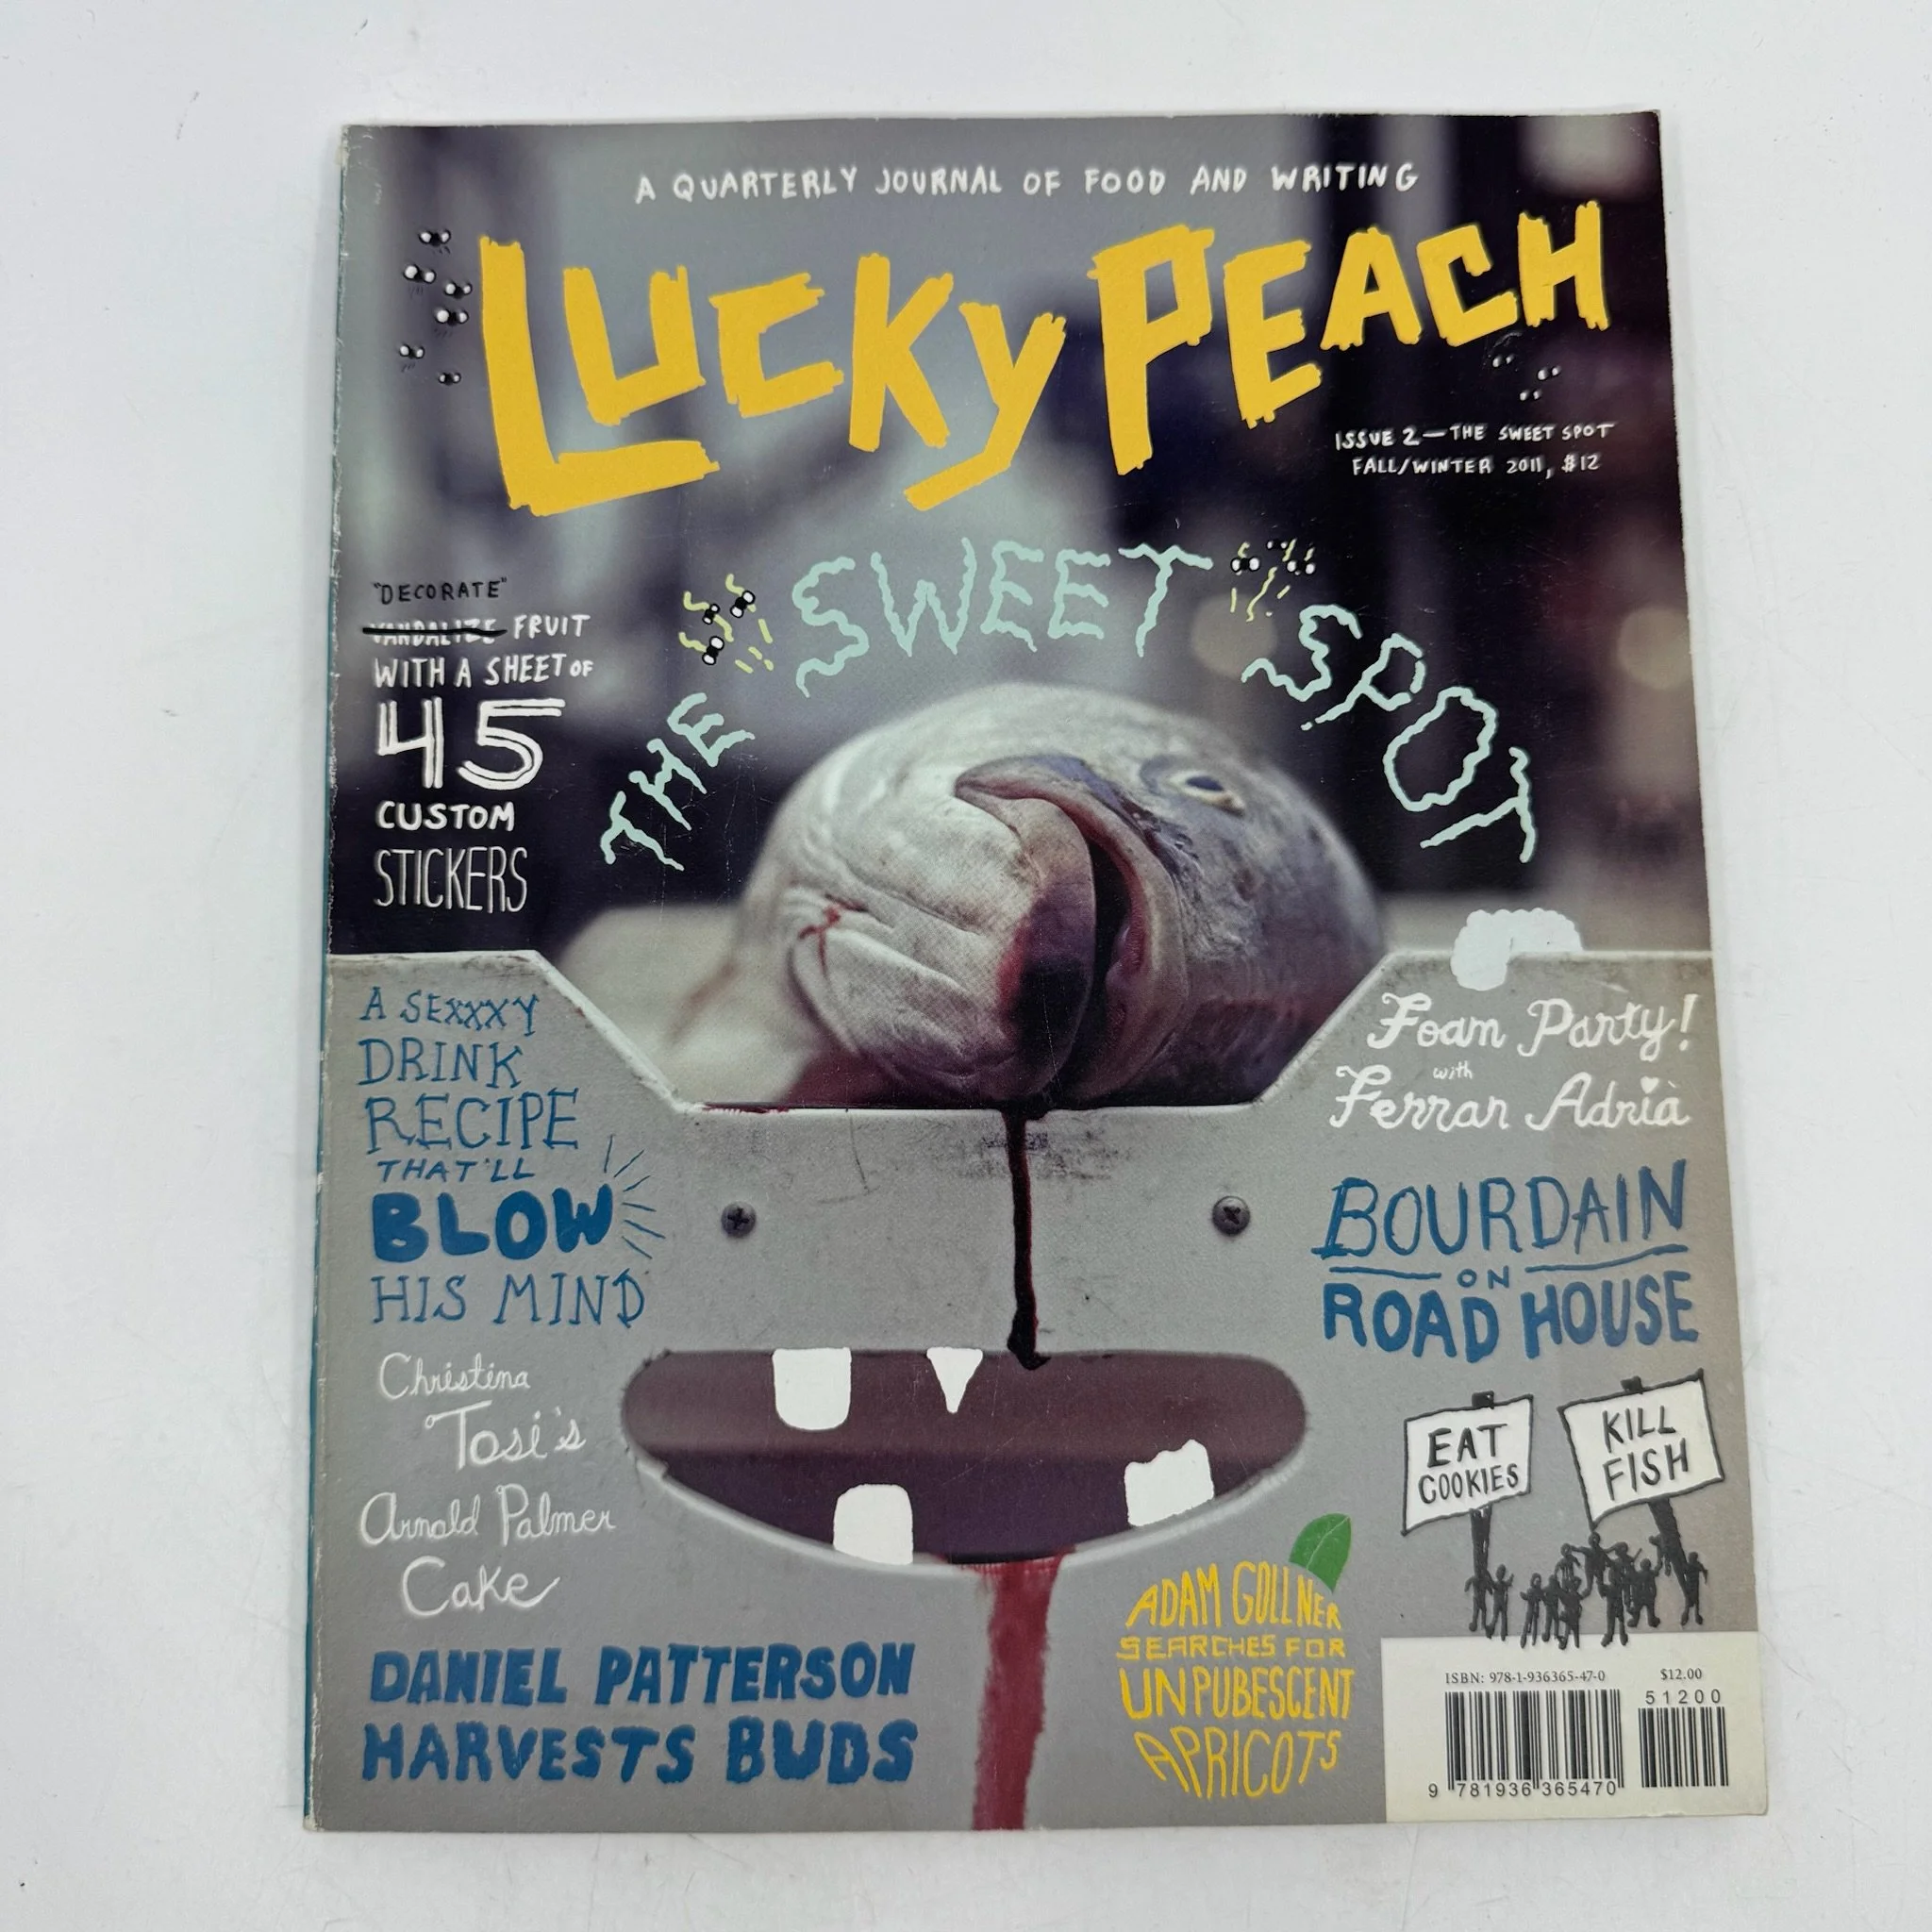 A QUARTERLY JOURNAL OF FOOD AND WRITING
LUCKY PEACH
ISSUE 2—THE SWEET SPOT
FALL/WINTER 2011, $12
THE SWEET SPOT
"DECORATE"
VANDALIZE FRUIT
WITH A SHEET OF
45
CUSTOM
STICKERS
A SEXXXY
DRINK
RECIPE
THAT'LL
BLOW
HIS MIND
Christina
Tosi's
Arnold Palmer
Cake
DANIEL PATTERSON
HARVESTS BUDS
Foam Party!
with
Ferran Adrià
BOURDAIN
ON
ROAD HOUSE
EAT
COOKIES
KILL
FISH
ADAM GOLLNER
SEARCHES FOR
UNPUBESCENT
APRICOTS
ISBN: 978-1-936365-47-0
$12.00
51200
9 781936 365470